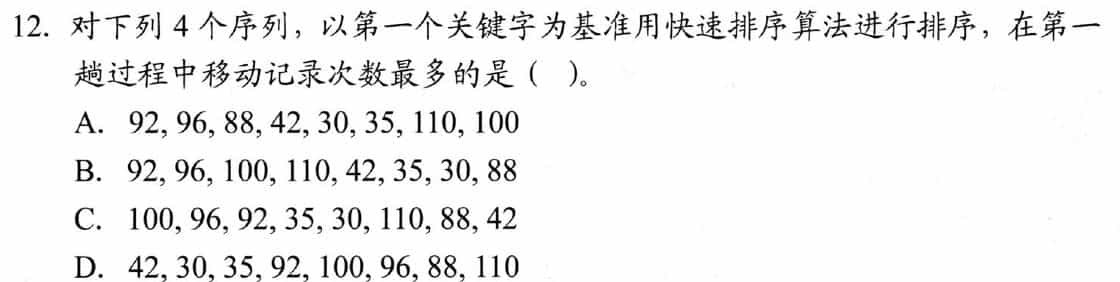 12. 对下列 4 个序列，以第一个关键字为基准用快速排序算法进行排序，在第一
趟过程中移动记录次数最多的是（ ）。
A. 92, 96, 88, 42, 30, 35, 110, 100
B. 92, 96, 100, 110, 42, 35, 30, 88
C. 100, 96, 92, 35, 30, 110, 88, 42
D. 42, 30, 35, 92, 100, 96, 88, 110